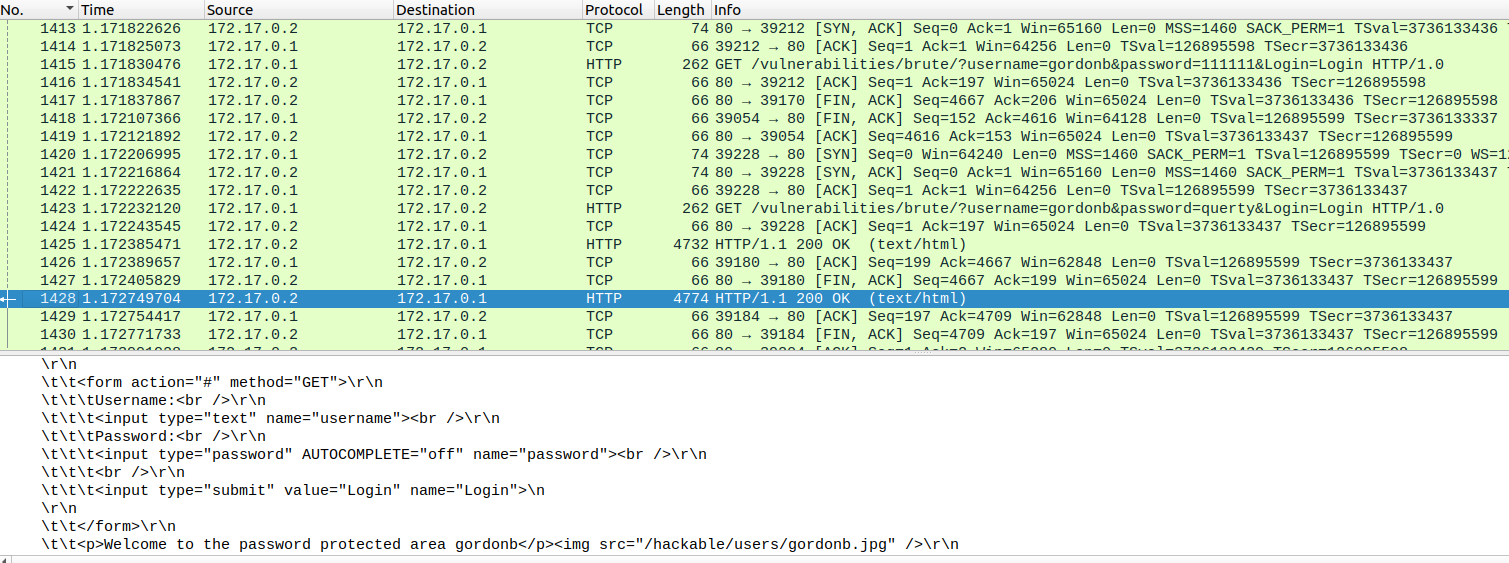 No. Time Source Destination Protocol Length Info
1413 1.171822626 172.17.0.2 172.17.0.1 TCP 74 80 → 39212 [SYN, ACK] Seq=0 Ack=1 Win=65160 Len=0 MSS=1460 SACK_PERM=1 TSval=3736133436
1414 1.171825073 172.17.0.1 172.17.0.2 TCP 66 39212 → 80 [ACK] Seq=1 Ack=1 Win=64256 Len=0 TSval=126895598 TSecr=3736133436
1415 1.171830476 172.17.0.1 172.17.0.2 HTTP 262 GET /vulnerabilities/brute/?username=gordonb&password=111111&Login=Login HTTP/1.0
1416 1.171834541 172.17.0.2 172.17.0.1 TCP 66 80 → 39212 [ACK] Seq=1 Ack=197 Win=65024 Len=0 TSval=3736133436 TSecr=126895598
1417 1.171837867 172.17.0.2 172.17.0.1 TCP 66 80 → 39170 [FIN, ACK] Seq=4667 Ack=206 Win=65024 Len=0 TSval=3736133436 TSecr=126895598
1418 1.172107366 172.17.0.1 172.17.0.2 TCP 66 39054 → 80 [FIN, ACK] Seq=152 Ack=4616 Win=64128 Len=0 TSval=126895599 TSecr=3736133337
1419 1.172121892 172.17.0.2 172.17.0.1 TCP 66 80 → 39054 [ACK] Seq=4616 Ack=153 Win=65024 Len=0 TSval=3736133437 TSecr=126895599
1420 1.172206995 172.17.0.1 172.17.0.2 TCP 74 39228 → 80 [SYN] Seq=0 Win=64240 Len=0 MSS=1460 SACK_PERM=1 TSval=126895599 TSecr=0 WS=1
1421 1.172216864 172.17.0.2 172.17.0.1 TCP 74 80 → 39228 [SYN, ACK] Seq=0 Ack=1 Win=65160 Len=0 MSS=1460 SACK_PERM=1 TSval=3736133437
1422 1.172222635 172.17.0.1 172.17.0.2 TCP 66 39228 → 80 [ACK] Seq=1 Ack=1 Win=64256 Len=0 TSval=126895599 TSecr=3736133437
1423 1.172232120 172.17.0.1 172.17.0.2 HTTP 262 GET /vulnerabilities/brute/?username=gordonb&password=querty&Login=Login HTTP/1.0
1424 1.172243545 172.17.0.2 172.17.0.1 TCP 66 80 → 39228 [ACK] Seq=1 Ack=197 Win=65024 Len=0 TSval=3736133437 TSecr=126895599
1425 1.172385471 172.17.0.2 172.17.0.1 HTTP 4732 HTTP/1.1 200 OK (text/html)
1426 1.172389657 172.17.0.1 172.17.0.2 TCP 66 39180 → 80 [ACK] Seq=199 Ack=4667 Win=62848 Len=0 TSval=126895599 TSecr=3736133437
1427 1.172405829 172.17.0.2 172.17.0.1 TCP 66 80 → 39180 [FIN, ACK] Seq=4667 Ack=199 Win=65024 Len=0 TSval=3736133437 TSecr=126895599
1428 1.172749704 172.17.0.2 172.17.0.1 HTTP 4774 HTTP/1.1 200 OK (text/html)
1429 1.172754417 172.17.0.1 172.17.0.2 TCP 66 39184 → 80 [ACK] Seq=197 Ack=4709 Win=62848 Len=0 TSval=126895599 TSecr=3736133437
1430 1.172771733 172.17.0.2 172.17.0.1 TCP 66 80 → 39184 [FIN, ACK] Seq=4709 Ack=197 Win=65024 Len=0 TSval=3736133437 TSecr=126895599
\r\n
\t\t<form action="#" method="GET">\r\n
\t\t\tUsername:<br />\r\n
\t\t\t<input type="text" name="username"><br />\r\n
\t\t\tPassword:<br />\r\n
\t\t\t<input type="password" AUTOCOMPLETE="off" name="password"><br />\r\n
\t\t\t<br />\r\n
\t\t\t<input type="submit" value="Login" name="Login">\n
\r\n
\t\t</form>\r\n
\t\t<p>Welcome to the password protected area gordonb</p><img src="/hackable/users/gordonb.jpg" />\r\n